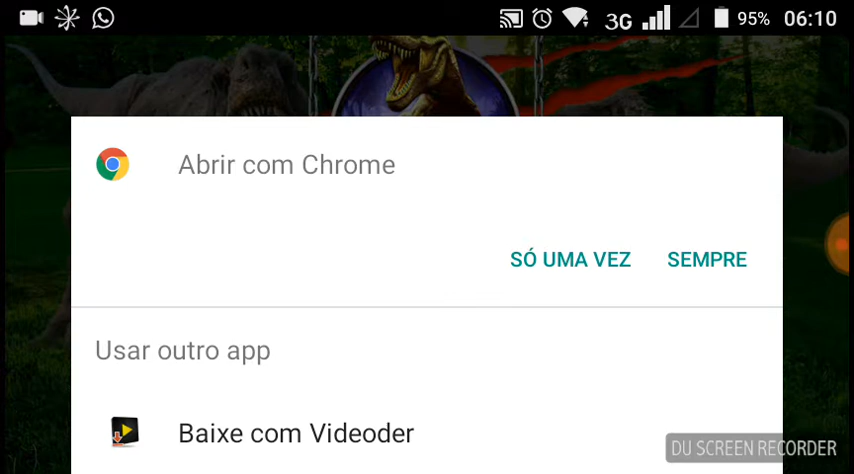 3G 95% 06:10
Abrir com Chrome
SÓ UMA VEZ SEMPRE
Usar outro app
Baixe com Videoder
DU SCREEN RECORDER